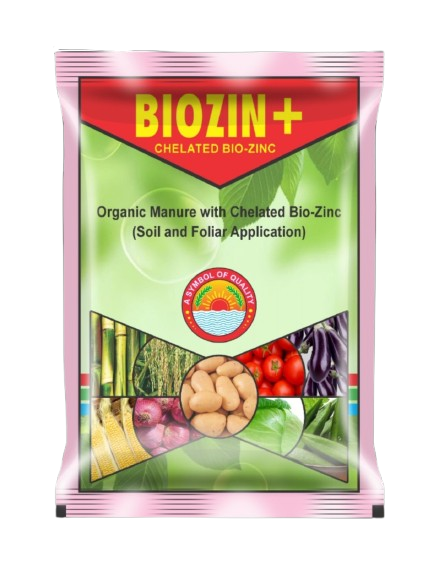 BIOZIN+
CHELATED BIO-ZINC
Organic Manure with Chelated Bio-Zinc
(Soil and Foliar Application)
A SYMBOL OF QUALITY